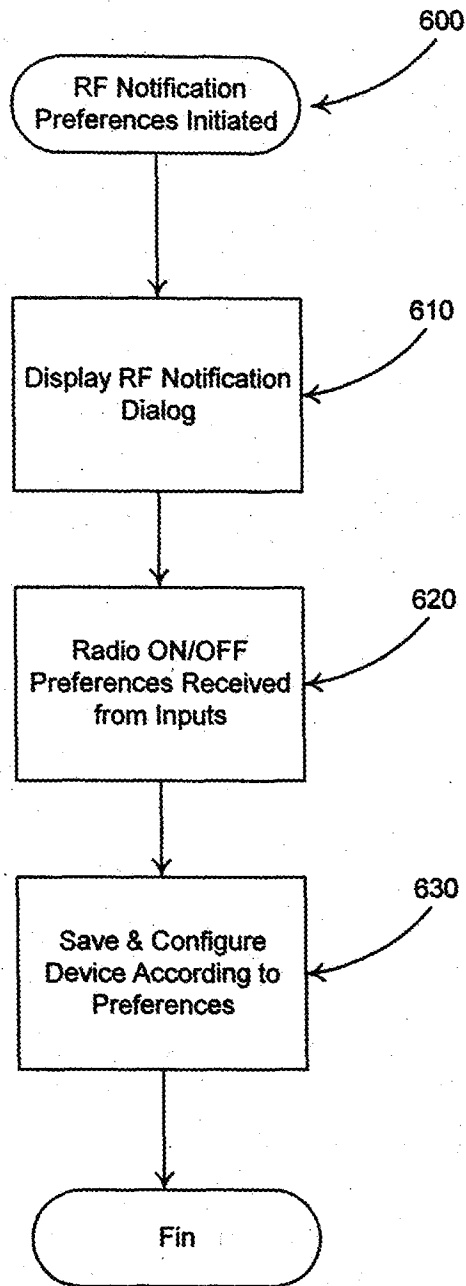 600
RF Notification
Preferences Initiated
610
Display RF Notification
Dialog
620
Radio ON/OFF
Preferences Received
from Inputs
630
Save & Configure
Device According to
Preferences
Fin